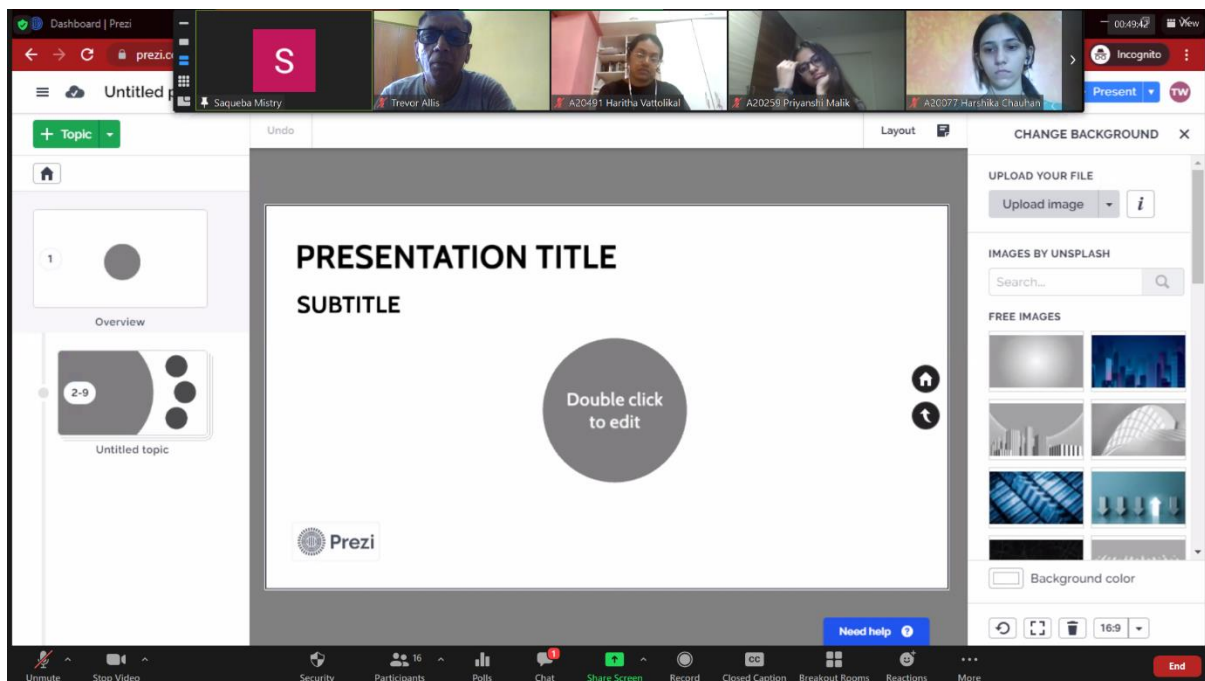 Dashboard | Prezi
00:49:42
View
prezi.c
Incognito
S
Saqueba Mistry
Trevor Allis
A20491 Haritha Vattolikal
A20259 Priyanshi Malik
A20077 Harshika Chauhan
Untitled p
Present
TW
+ Topic
Undo
Layout
CHANGE BACKGROUND
UPLOAD YOUR FILE
Upload image
i
IMAGES BY UNSPLASH
Search...
FREE IMAGES
1
Overview
2-9
Untitled topic
PRESENTATION TITLE
SUBTITLE
Double click
to edit
Prezi
Background color
Need help ?
16:9
Unmute
Stop Video
Security
16
Participants
Polls
1
Chat
Share Screen
Record
CC
Closed Caption
Breakout Rooms
Reactions
More
End